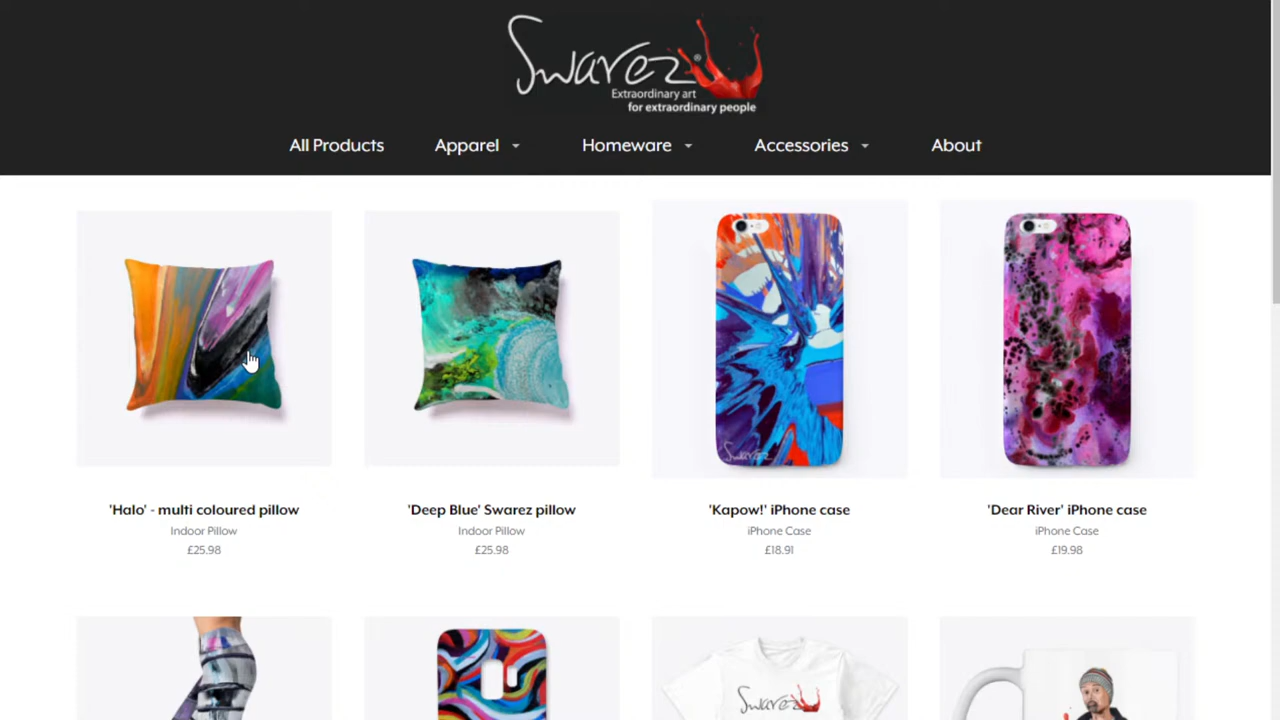 Swarez®
Extraordinary art
for extraordinary people
All Products
Apparel
Homeware
Accessories
About
Swarez
'Halo' - multi coloured pillow
Indoor Pillow
£25.98
'Deep Blue' Swarez pillow
Indoor Pillow
£25.98
'Kapow!' iPhone case
iPhone Case
£18.91
'Dear River' iPhone case
iPhone Case
£19.98
Swarez